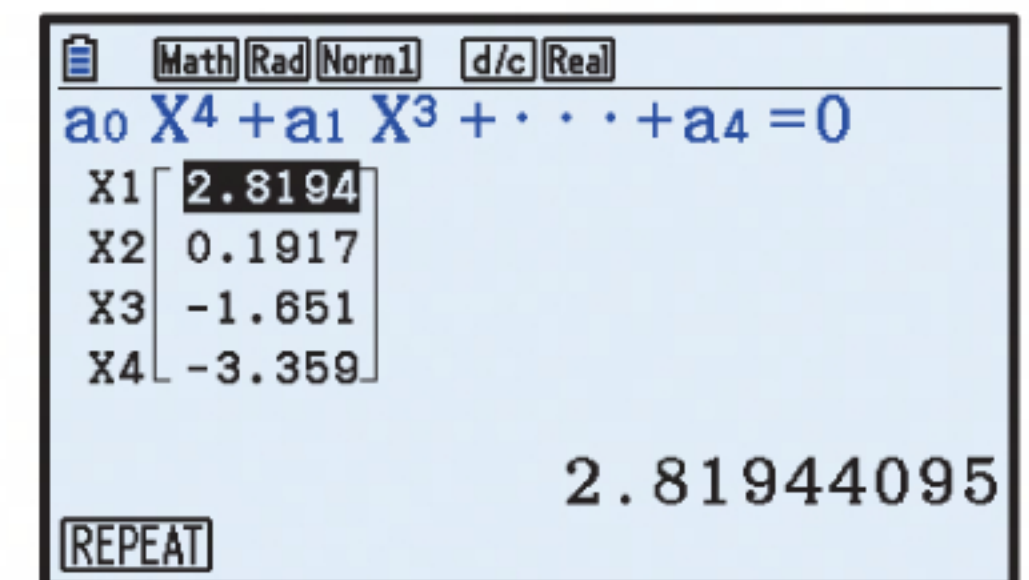 Math Rad Norm1 d/c Real
a0 X4 + a1 X3 + · · · + a4 = 0
X1 2.8194
X2 0.1917
X3 -1.651
X4 -3.359
2.81944095
REPEAT